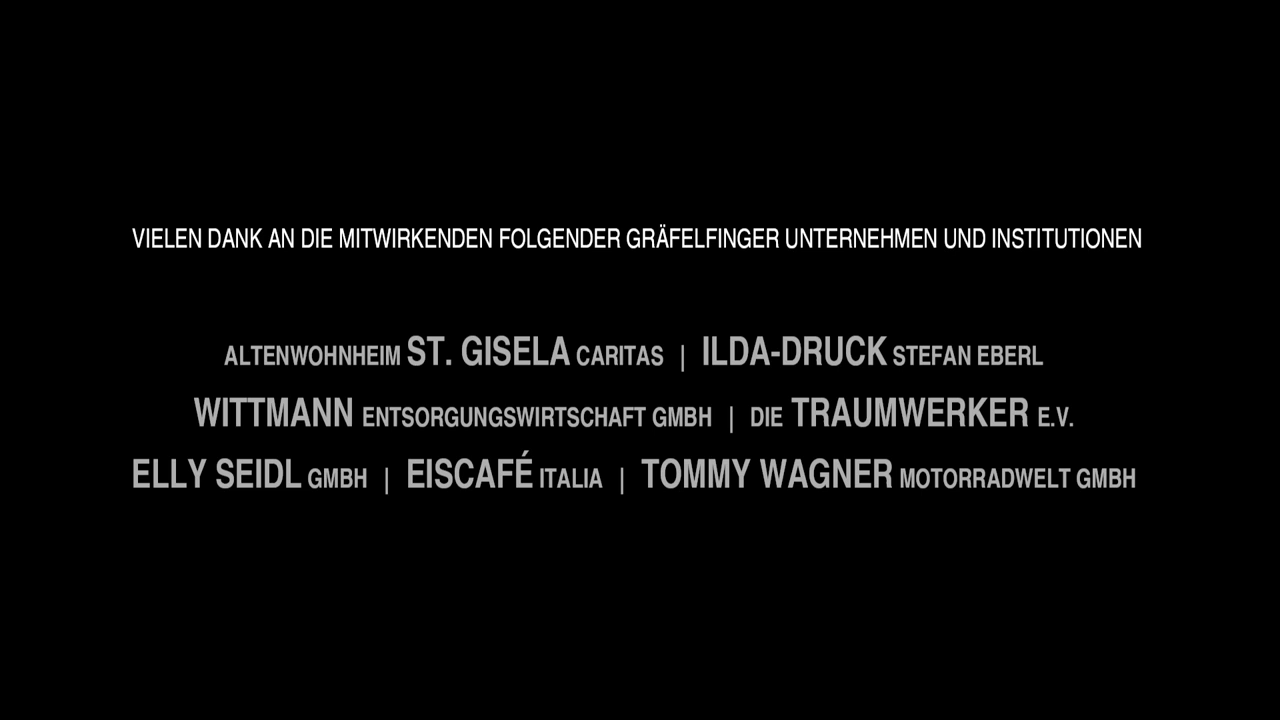 VIELEN DANK AN DIE MITWIRKENDEN FOLGENDER GRÄFELFINGER UNTERNEHMEN UND INSTITUTIONEN
ALTENWOHNHEIM ST. GISELA CARITAS | ILDA-DRUCK STEFAN EBERL
WITTMANN ENTSORGUNGSWIRTSCHAFT GMBH | DIE TRAUMWERKER E.V.
ELLY SEIDL GMBH | EISCAFÉ ITALIA | TOMMY WAGNER MOTORRADWELT GMBH